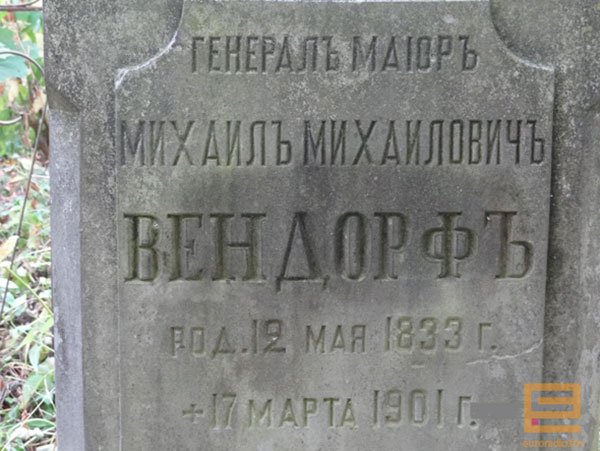 ГЕНЕРАЛЪ МАІОРЪ
МИХАИЛЪ МИХАИЛОВИЧЪ
ВЕНДОРФЪ
РОД. 12 МАЯ 1833 Г.
+ 17 МАРТА 1901 Г.